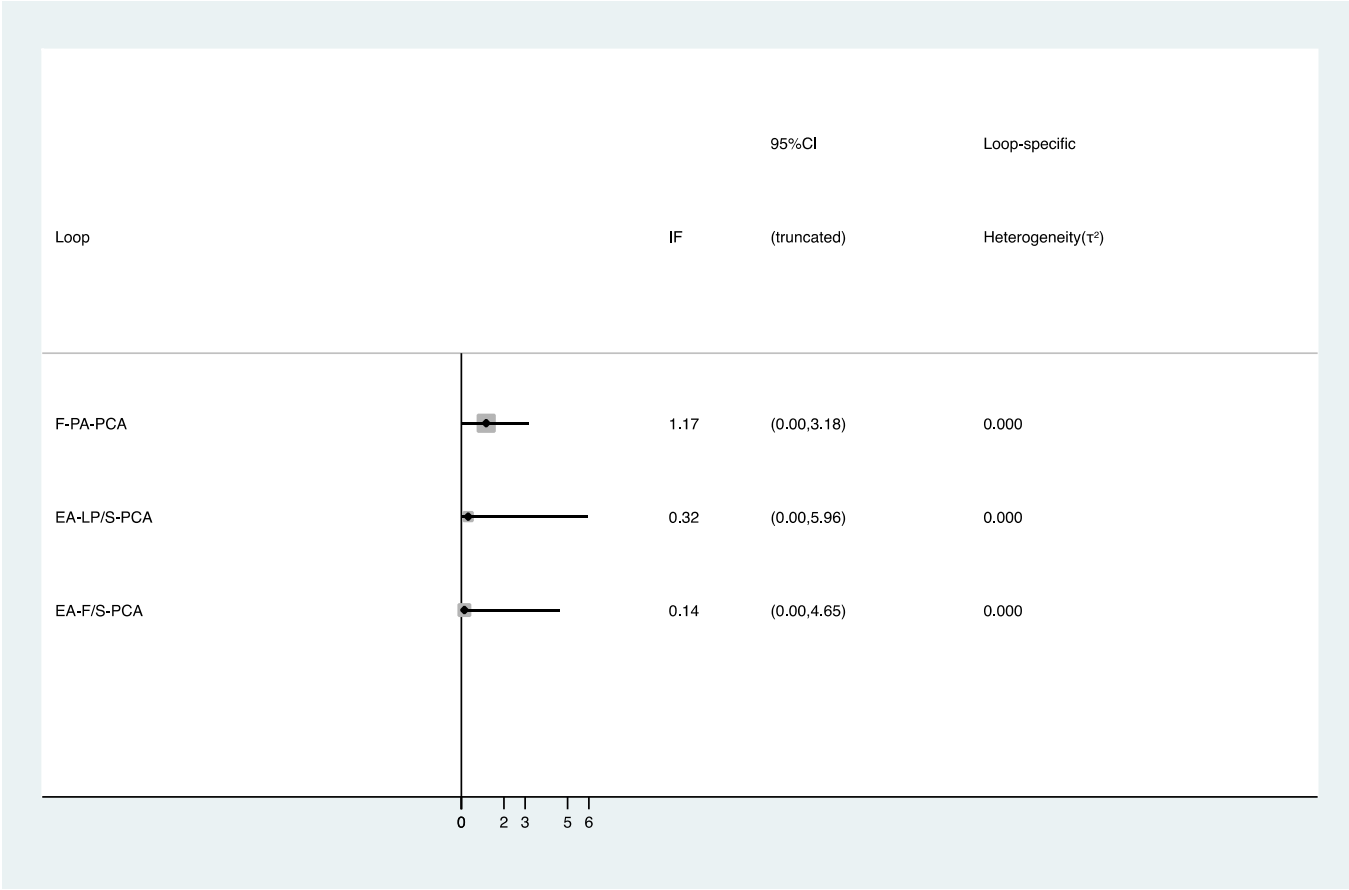 95%CI Loop-specific
Loop IF (truncated) Heterogeneity(τ²)
F-PA-PCA 1.17 (0.00,3.18) 0.000
EA-LP/S-PCA 0.32 (0.00,5.96) 0.000
EA-F/S-PCA 0.14 (0.00,4.65) 0.000
0 2 3 5 6